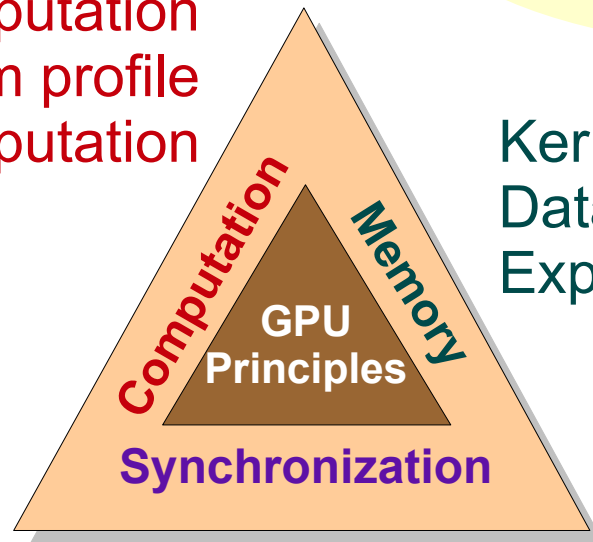 putation
m profile
putation
Ker
Data
Exp
Computation
Memory
GPU
Principles
Synchronization